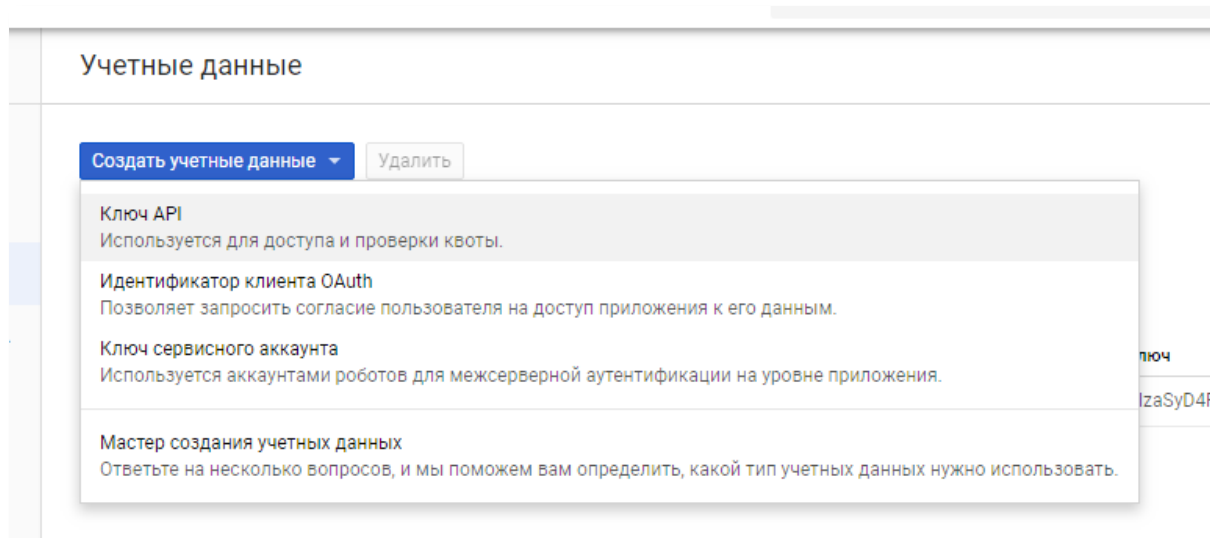 Учетные данные
Создать учетные данные
Удалить
Ключ API
Используется для доступа и проверки квоты.
Идентификатор клиента OAuth
Позволяет запросить согласие пользователя на доступ приложения к его данным.
Ключ сервисного аккаунта
Используется аккаунтами роботов для межсерверной аутентификации на уровне приложения.
Мастер создания учетных данных
Ответьте на несколько вопросов, и мы поможем вам определить, какой тип учетных данных нужно использовать.